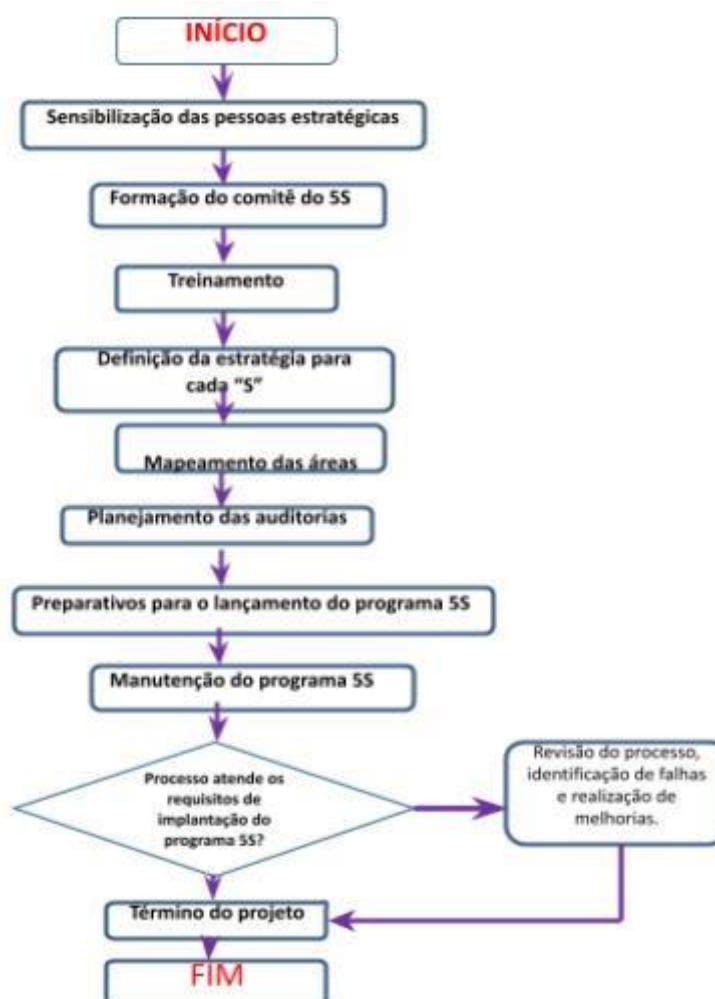 INÍCIO
Sensibilização das pessoas estratégicas
Formação do comitê do 5S
Treinamento
Definição da estratégia para
cada “S”
Mapeamento das áreas
Planejamento das auditorias
Preparativos para o lançamento do programa 5S
Manutenção do programa 5S
Processo atende os
requisitos de
implantação do
programa 5S?
Revisão do processo,
identificação de falhas
e realização de
melhorias.
Término do projeto
FIM